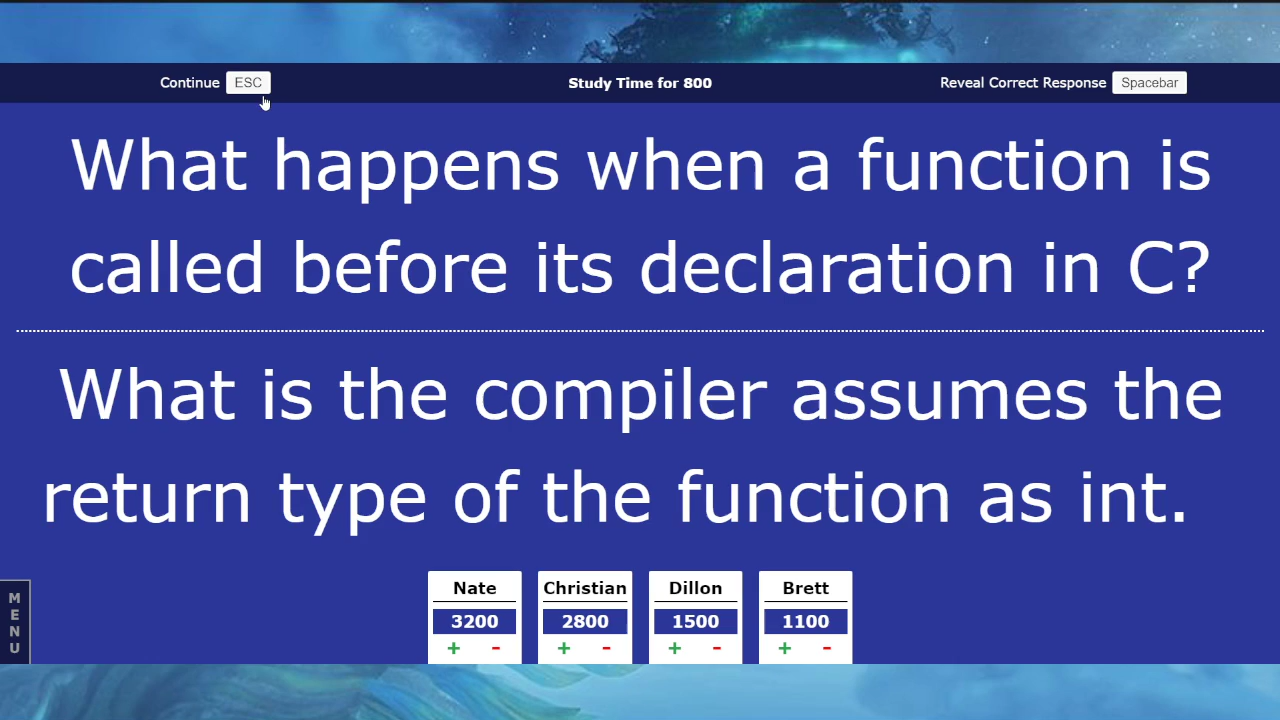 Continue ESC Study Time for 800 Reveal Correct Response Spacebar
What happens when a function is
called before its declaration in C?
What is the compiler assumes the
return type of the function as int.
MENU
Nate Christian Dillon Brett
3200 2800 1500 1100
+ - + - + - + -